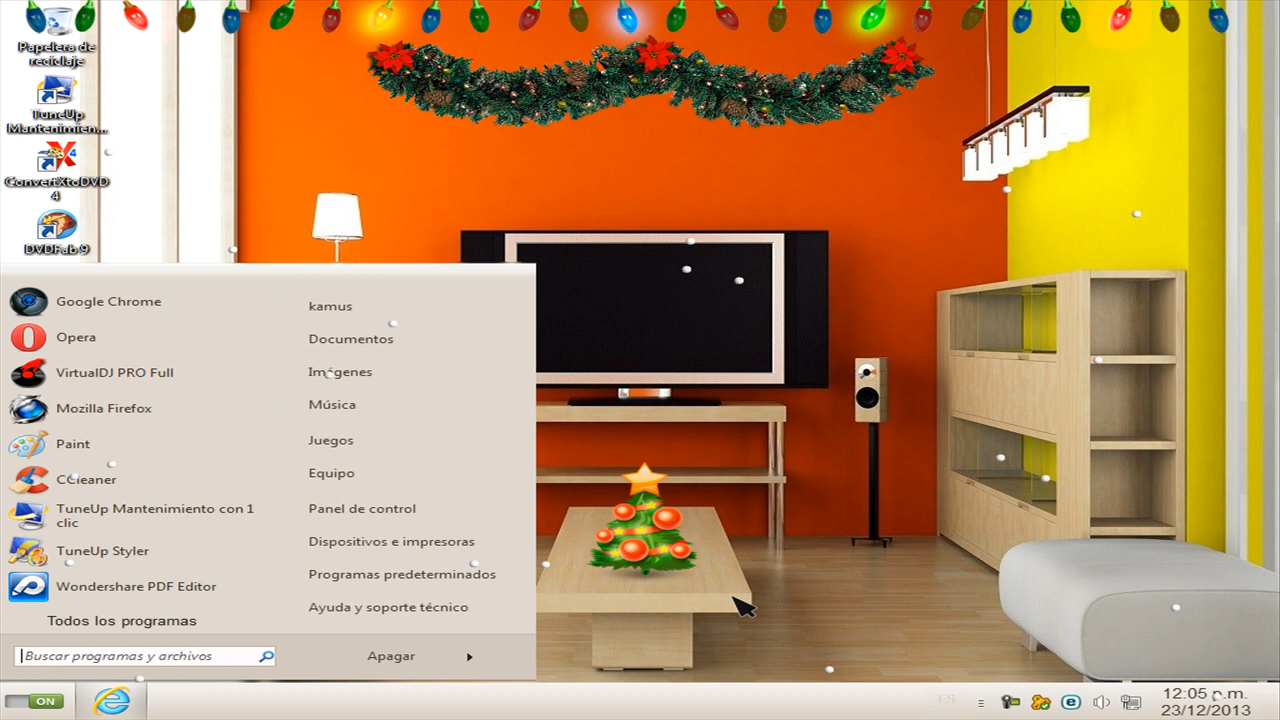 Papelera de
reciclaje
TuneUp
Mantenimien...
ConvertXtoDVD
4
DVDFab 9
Google Chrome
Opera
VirtualDJ PRO Full
Mozilla Firefox
Paint
CCleaner
TuneUp Mantenimiento con 1
clic
TuneUp Styler
Wondershare PDF Editor
Todos los programas
Buscar programas y archivos
kamus
Documentos
Imágenes
Música
Juegos
Equipo
Panel de control
Dispositivos e impresoras
Programas predeterminados
Ayuda y soporte técnico
Apagar
ON
ES
12:05 p.m.
23/12/2013